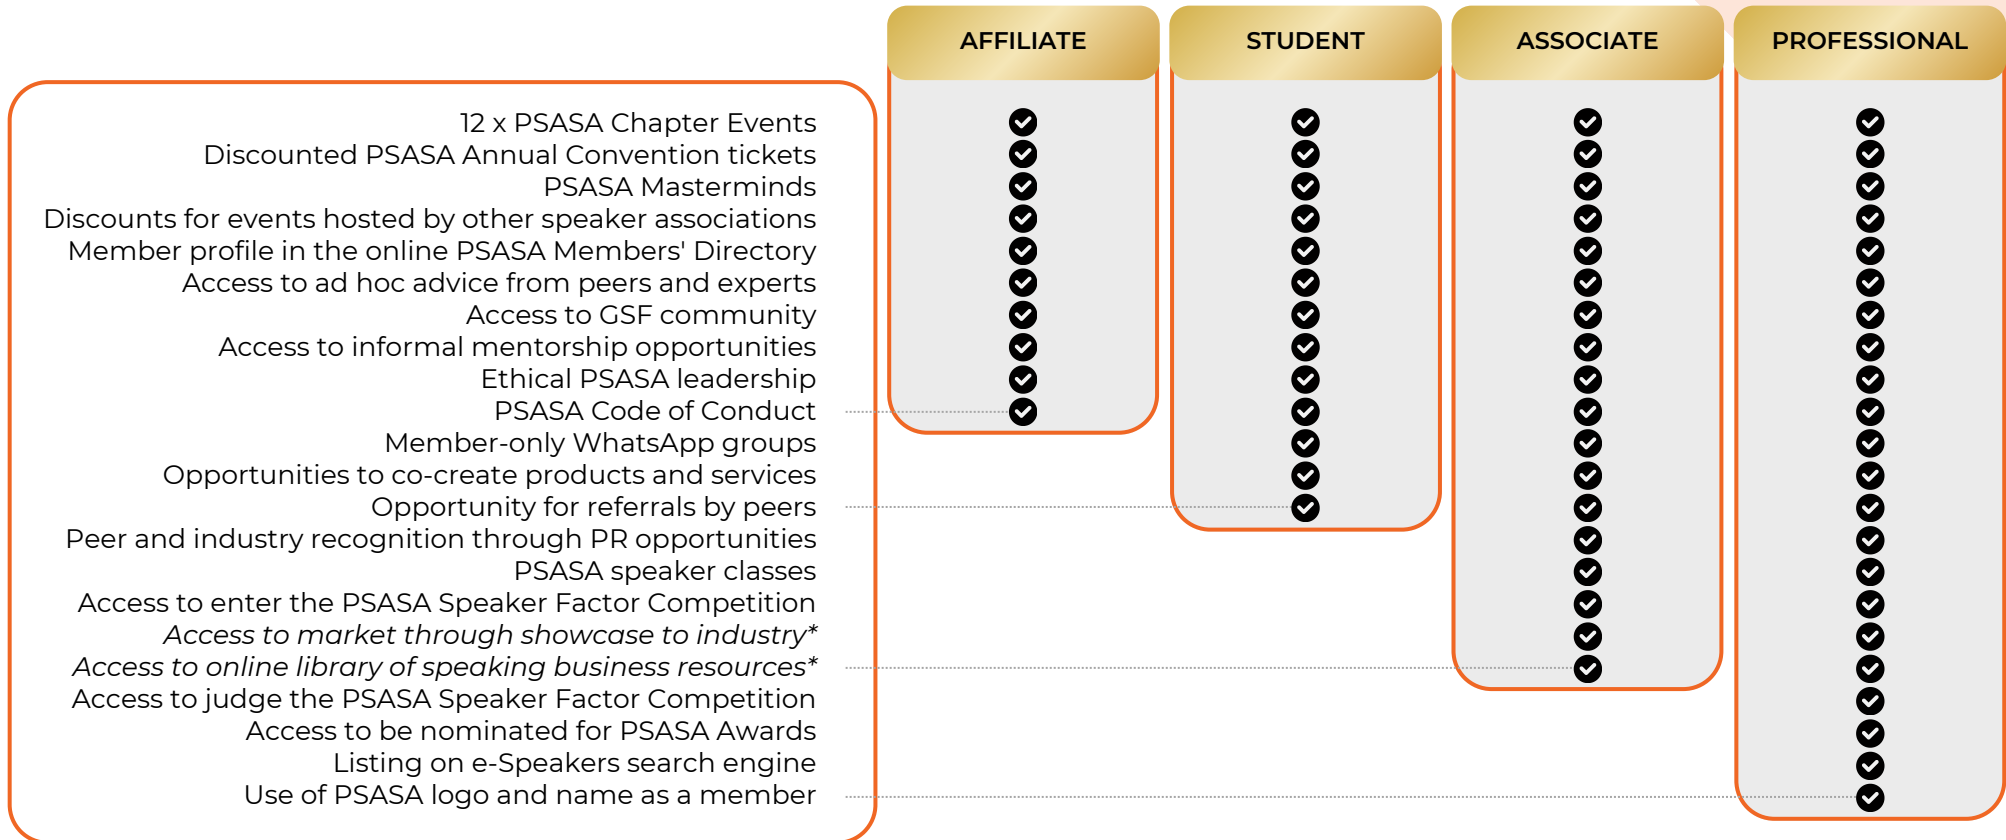 AFFILIATE
STUDENT
ASSOCIATE
PROFESSIONAL
12 x PSASA Chapter Events
Discounted PSASA Annual Convention tickets
PSASA Masterminds
Discounts for events hosted by other speaker associations
Member profile in the online PSASA Members' Directory
Access to ad hoc advice from peers and experts
Access to GSF community
Access to informal mentorship opportunities
Ethical PSASA leadership
PSASA Code of Conduct
Member-only WhatsApp groups
Opportunities to co-create products and services
Opportunity for referrals by peers
Peer and industry recognition through PR opportunities
PSASA speaker classes
Access to enter the PSASA Speaker Factor Competition
Access to market through showcase to industry*
Access to online library of speaking business resources*
Access to judge the PSASA Speaker Factor Competition
Access to be nominated for PSASA Awards
Listing on e-Speakers search engine
Use of PSASA logo and name as a member